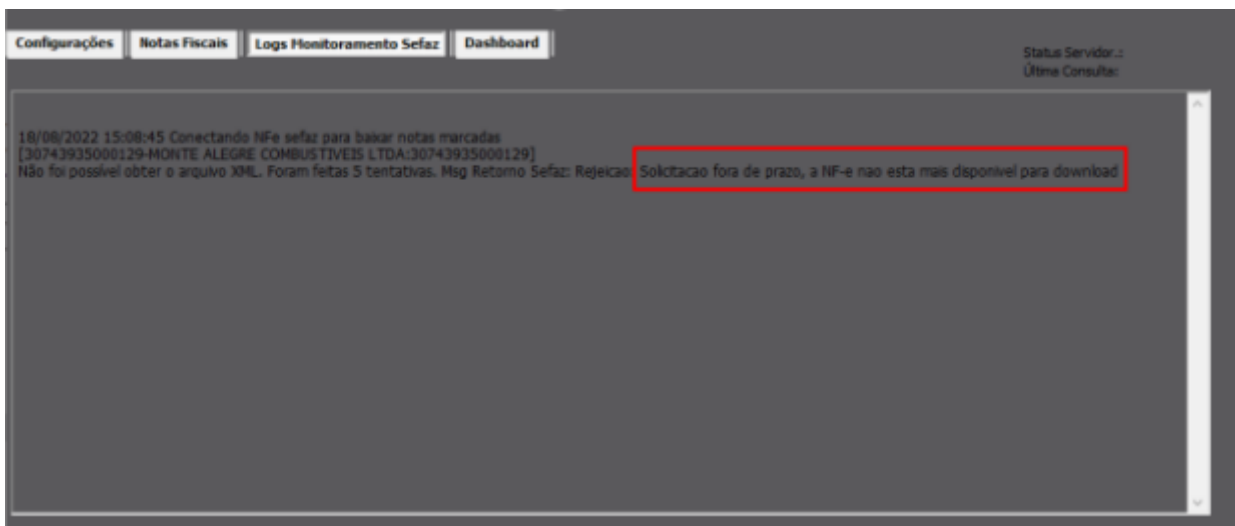 Configurações Notas Fiscais Logs Monitoramento Sefaz Dashboard
Status Servidor..:
Última Consulta:
18/08/2022 15:08:45 Conectando NFe sefaz para baixar notas marcadas
[30743935000129-MONTE ALEGRE COMBUSTIVEIS LTDA:30743935000129]
Não foi possível obter o arquivo XML. Foram feitas 5 tentativas. Msg Retorno Sefaz: Rejeicao: Solicitacao fora de prazo, a NF-e nao esta mais disponivel para download